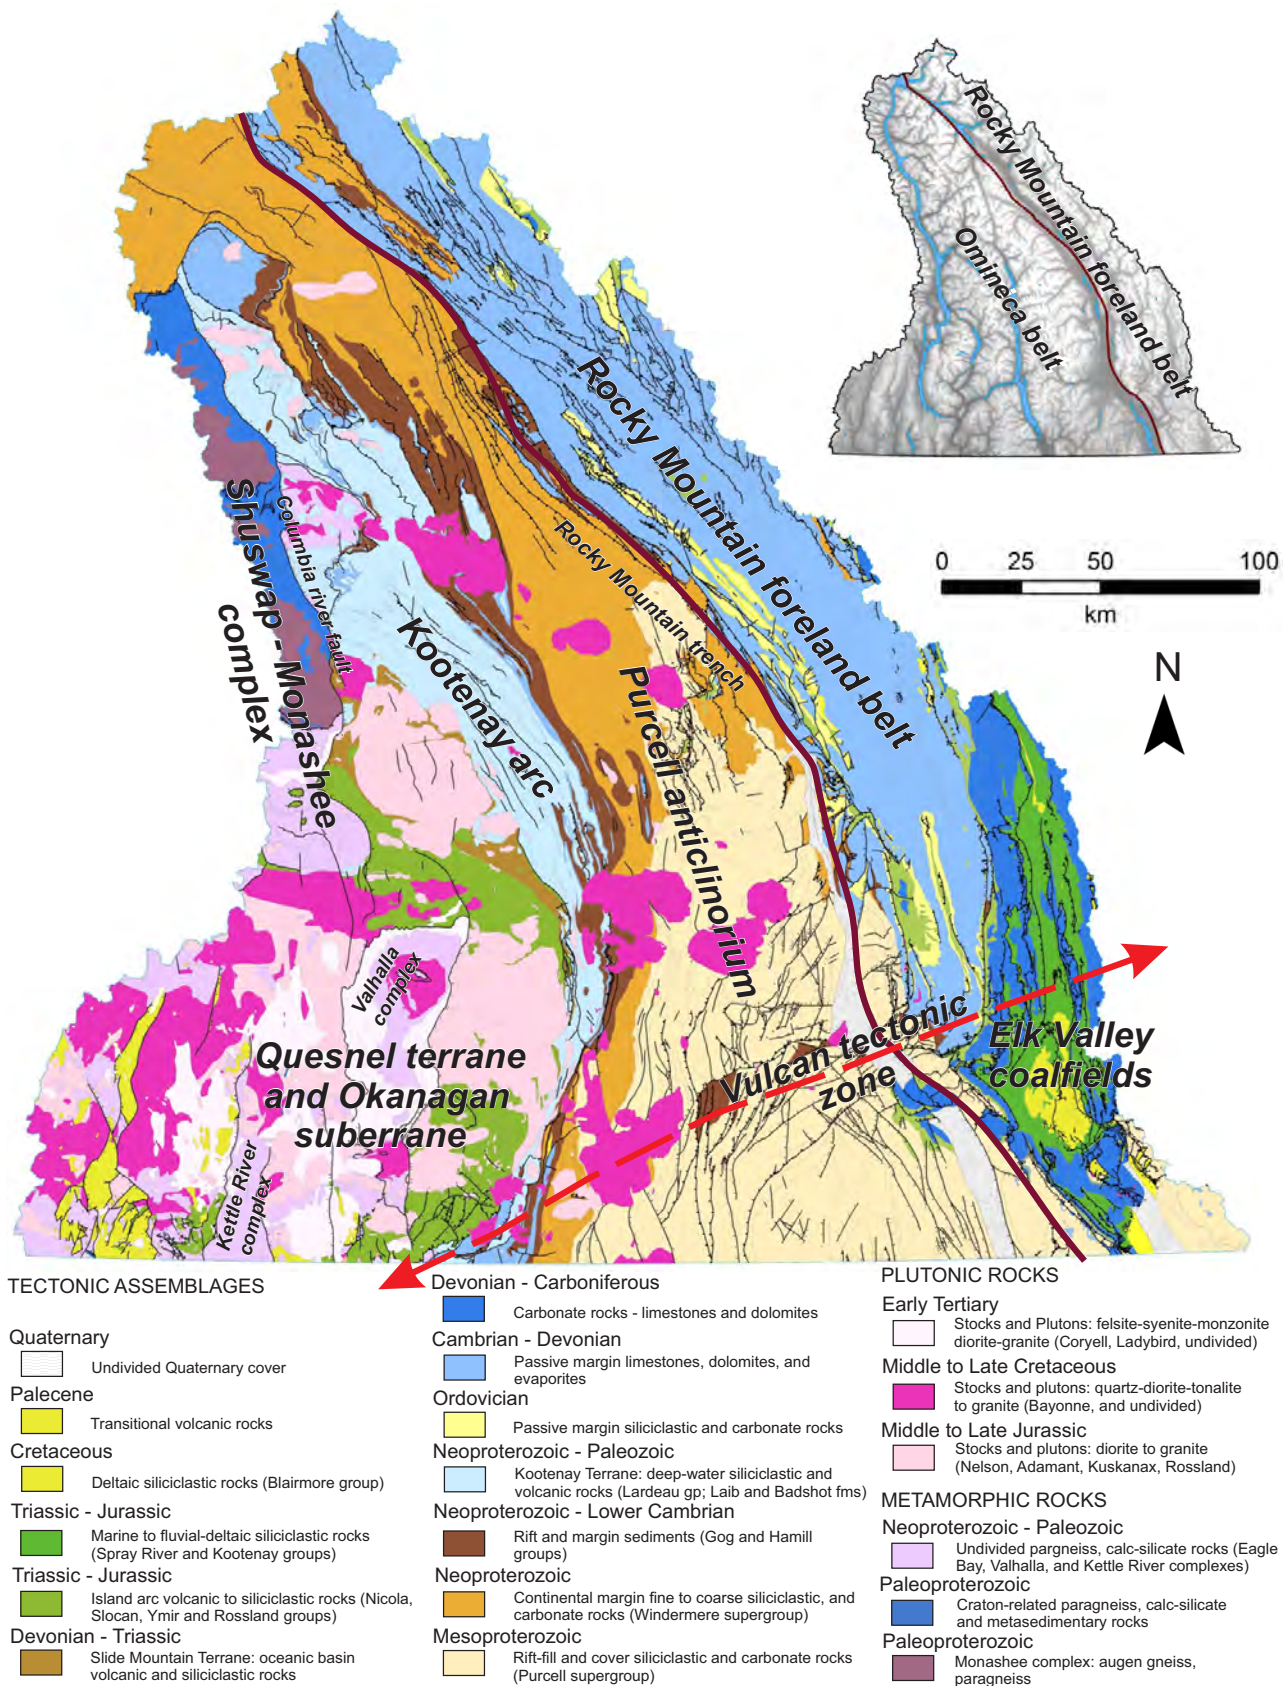 Rocky Mountain foreland belt
Omineca belt
0 25 50 100
km
N
Rocky Mountain foreland belt
Rocky Mountain trench
Shuswap - Monashee
complex
Columbia river fault
Kootenay arc
Purcell anticlinorium
Valhalla
complex
Quesnel terrane
and Okanagan
suberrane
Kettle River
complex
Vulcan tectonic
zone
Elk Valley
coalfields
TECTONIC ASSEMBLAGES
Quaternary
Undivided Quaternary cover
Palecene
Transitional volcanic rocks
Cretaceous
Deltaic siliciclastic rocks (Blairmore group)
Triassic - Jurassic
Marine to fluvial-deltaic siliciclastic rocks
(Spray River and Kootenay groups)
Triassic - Jurassic
Island arc volcanic to siliciclastic rocks (Nicola,
Slocan, Ymir and Rossland groups)
Devonian - Triassic
Slide Mountain Terrane: oceanic basin
volcanic and siliciclastic rocks
Devonian - Carboniferous
Carbonate rocks - limestones and dolomites
Cambrian - Devonian
Passive margin limestones, dolomites, and
evaporites
Ordovician
Passive margin siliciclastic and carbonate rocks
Neoproterozoic - Paleozoic
Kootenay Terrane: deep-water siliciclastic and
volcanic rocks (Lardeau gp; Laib and Badshot fms)
Neoproterozoic - Lower Cambrian
Rift and margin sediments (Gog and Hamill
groups)
Neoproterozoic
Continental margin fine to coarse siliciclastic, and
carbonate rocks (Windermere supergroup)
Mesoproterozoic
Rift-fill and cover siliciclastic and carbonate rocks
(Purcell supergroup)
PLUTONIC ROCKS
Early Tertiary
Stocks and Plutons: felsite-syenite-monzonite
diorite-granite (Coryell, Ladybird, undivided)
Middle to Late Cretaceous
Stocks and plutons: quartz-diorite-tonalite
to granite (Bayonne, and undivided)
Middle to Late Jurassic
Stocks and plutons: diorite to granite
(Nelson, Adamant, Kuskanax, Rossland)
METAMORPHIC ROCKS
Neoproterozoic - Paleozoic
Undivided pargneiss, calc-silicate rocks (Eagle
Bay, Valhalla, and Kettle River complexes)
Paleoproterozoic
Craton-related paragneiss, calc-silicate
and metasedimentary rocks
Paleoproterozoic
Monashee complex: augen gneiss,
paragneiss